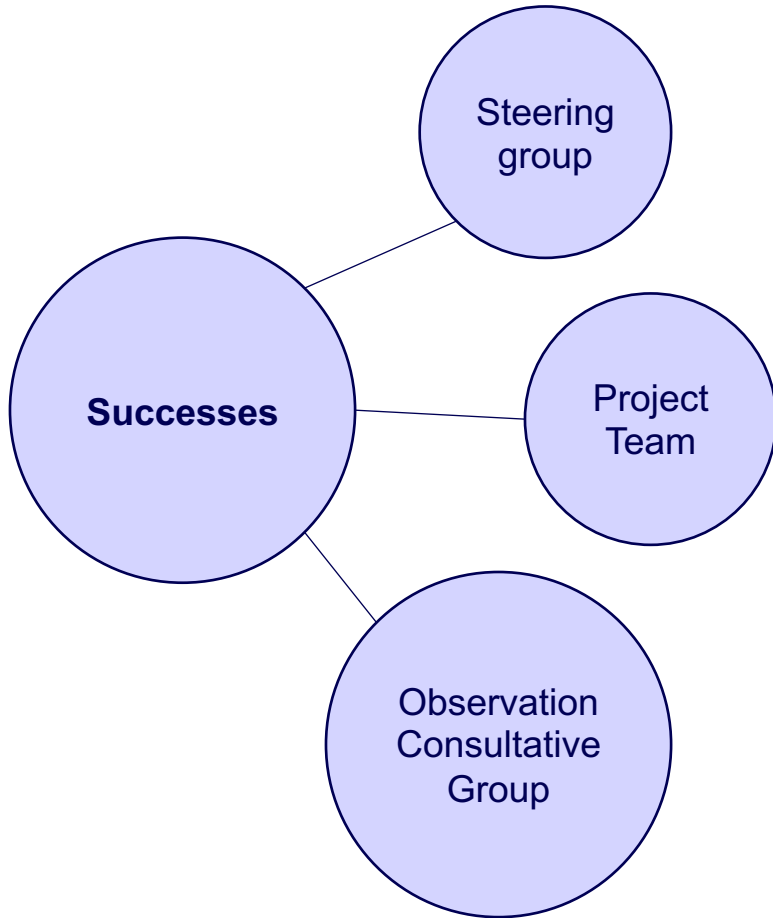 Steering
group
Successes
Project
Team
Observation
Consultative
Group